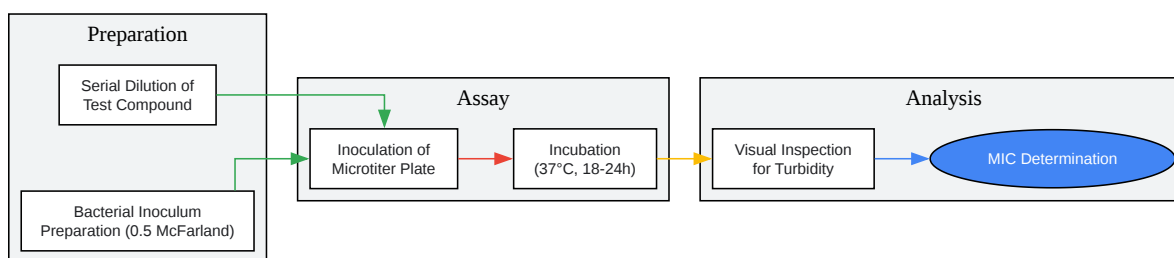 Preparation
Serial Dilution of
Test Compound
Bacterial Inoculum
Preparation (0.5 McFarland)
Assay
Inoculation of
Microtiter Plate
Incubation
(37°C, 18-24h)
Analysis
Visual Inspection
for Turbidity
MIC Determination